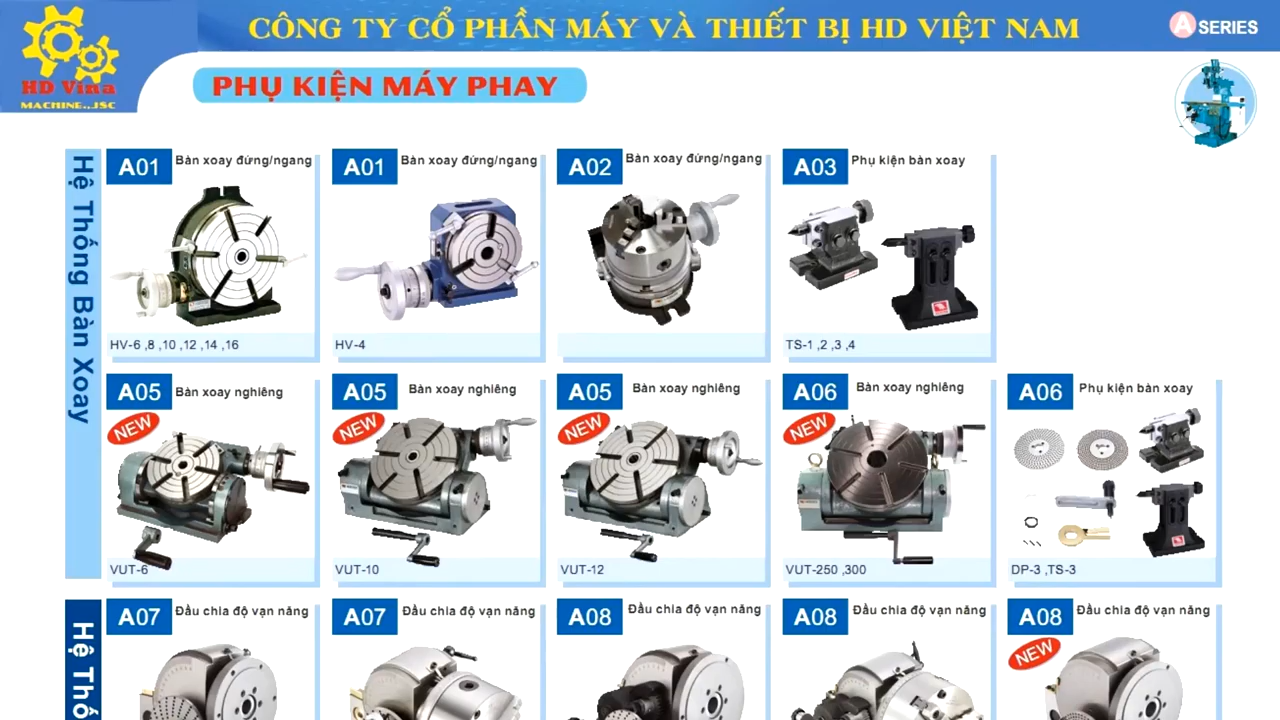 HD Vina
MACHINE.,JSC
CÔNG TY CỔ PHẦN MÁY VÀ THIẾT BỊ HD VIỆT NAM
A SERIES
PHỤ KIỆN MÁY PHAY
Hệ Thống Bàn Xoay
A01 Bàn xoay đứng/ngang
HV-6 ,8 ,10 ,12 ,14 ,16
A01 Bàn xoay đứng/ngang
HV-4
A02 Bàn xoay đứng/ngang
A03 Phụ kiện bàn xoay
TS-1 ,2 ,3 ,4
A05 Bàn xoay nghiêng
NEW
VUT-6
A05 Bàn xoay nghiêng
NEW
VUT-10
A05 Bàn xoay nghiêng
NEW
VUT-12
A06 Bàn xoay nghiêng
NEW
VUT-250 ,300
A06 Phụ kiện bàn xoay
DP-3 ,TS-3
Hệ Thố
A07 Đầu chia độ vạn năng
A07 Đầu chia độ vạn năng
A08 Đầu chia độ vạn năng
A08 Đầu chia độ vạn năng
A08 Đầu chia độ vạn năng
NEW